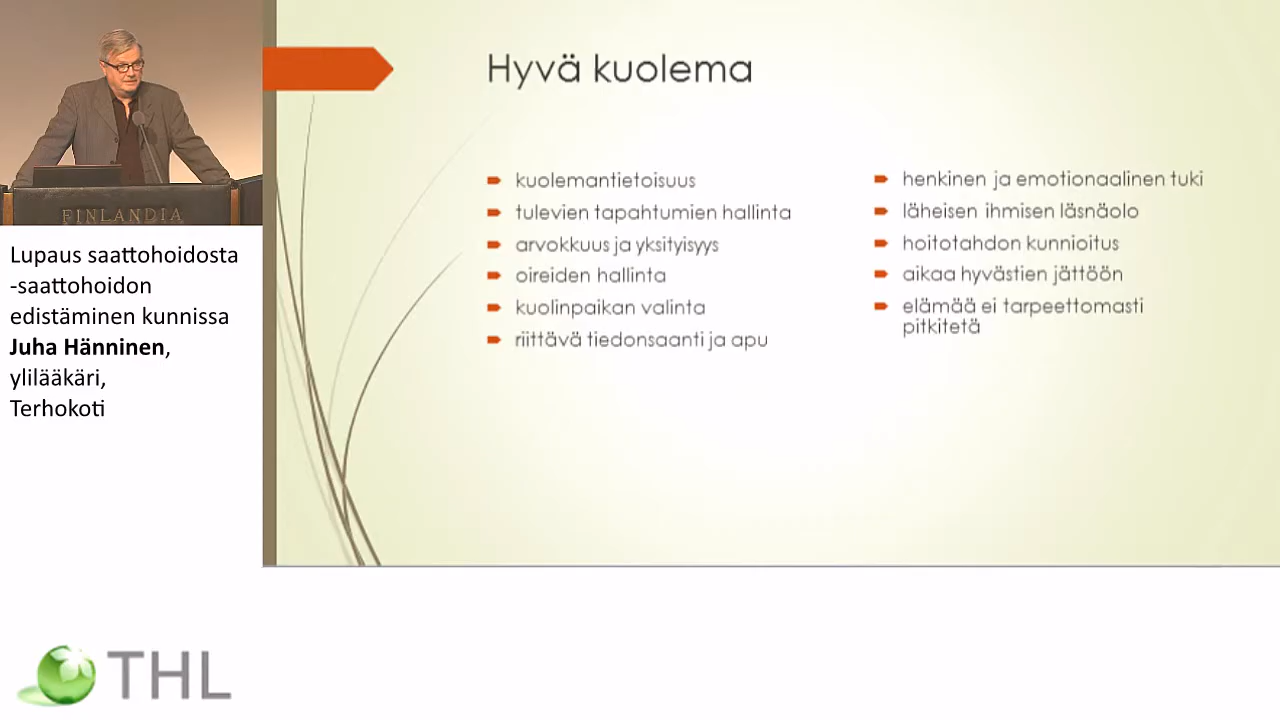 FINLANDIA
Lupaus saattohoidosta
-saattohoidon
edistäminen kunnissa
Juha Hänninen,
ylilääkäri,
Terhokoti
Hyvä kuolema
kuolemantietoisuus
tulevien tapahtumien hallinta
arvokkuus ja yksityisyys
oireiden hallinta
kuolinpaikan valinta
riittävä tiedonsaanti ja apu
henkinen ja emotionaalinen tuki
läheisen ihmisen läsnäolo
hoitotahdon kunnioitus
aikaa hyvästien jättöön
elämää ei tarpeettomasti
pitkitetä
THL